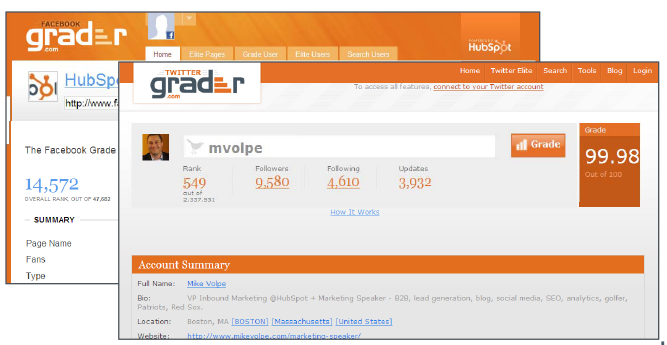 FACEBOOK
grader
.com
HubSpot
Home Elite Pages Grade User Elite Users Search Users
HubSpo
http://www.f
The Facebook Grade
14,572
OVERALL RANK, OUT OF 47,682
SUMMARY
Page Name
Fans
Type
TWITTER
grader
.com
Home Twitter Elite Search Tools Blog Login
To access all features, connect to your Twitter account
mvolpe
Grade
Rank Followers Following Updates
549 9,580 4,610 3,932
out of
2,337,931
Grade
99.98
Out of 100
How It Works
Account Summary
Full Name: Mike Volpe
Bio: VP Inbound Marketing @HubSpot + Marketing Speaker - B2B, lead generation, blog, social media, SEO, analytics, golfer,
Patriots, Red Sox.
Location: Boston, MA [BOSTON] [Massachusetts] [United States]
Website: http://www.mikevolpe.com/marketing-speaker/